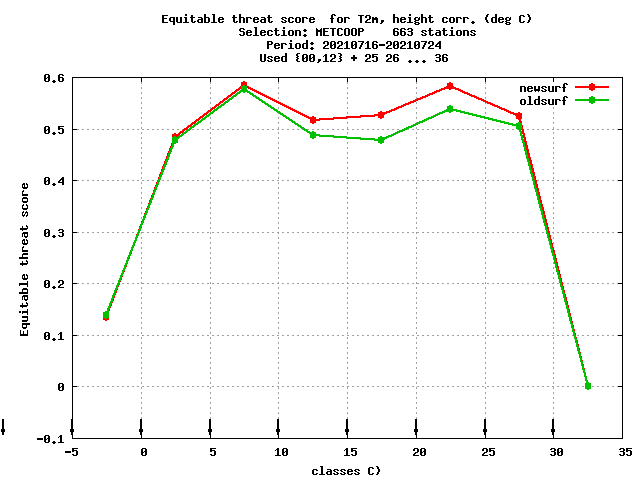 Equitable threat score  for T2m, height corr. (deg C)
Selection: METCOOP    663 stations
Period: 20210716-20210724
Used {00,12} + 25 26 ... 36
newsurf
oldsurf
Equitable threat score
0.6
0.5
0.4
0.3
0.2
0.1
0
-0.1
-5
0
5
10
15
20
25
30
35
classes C)